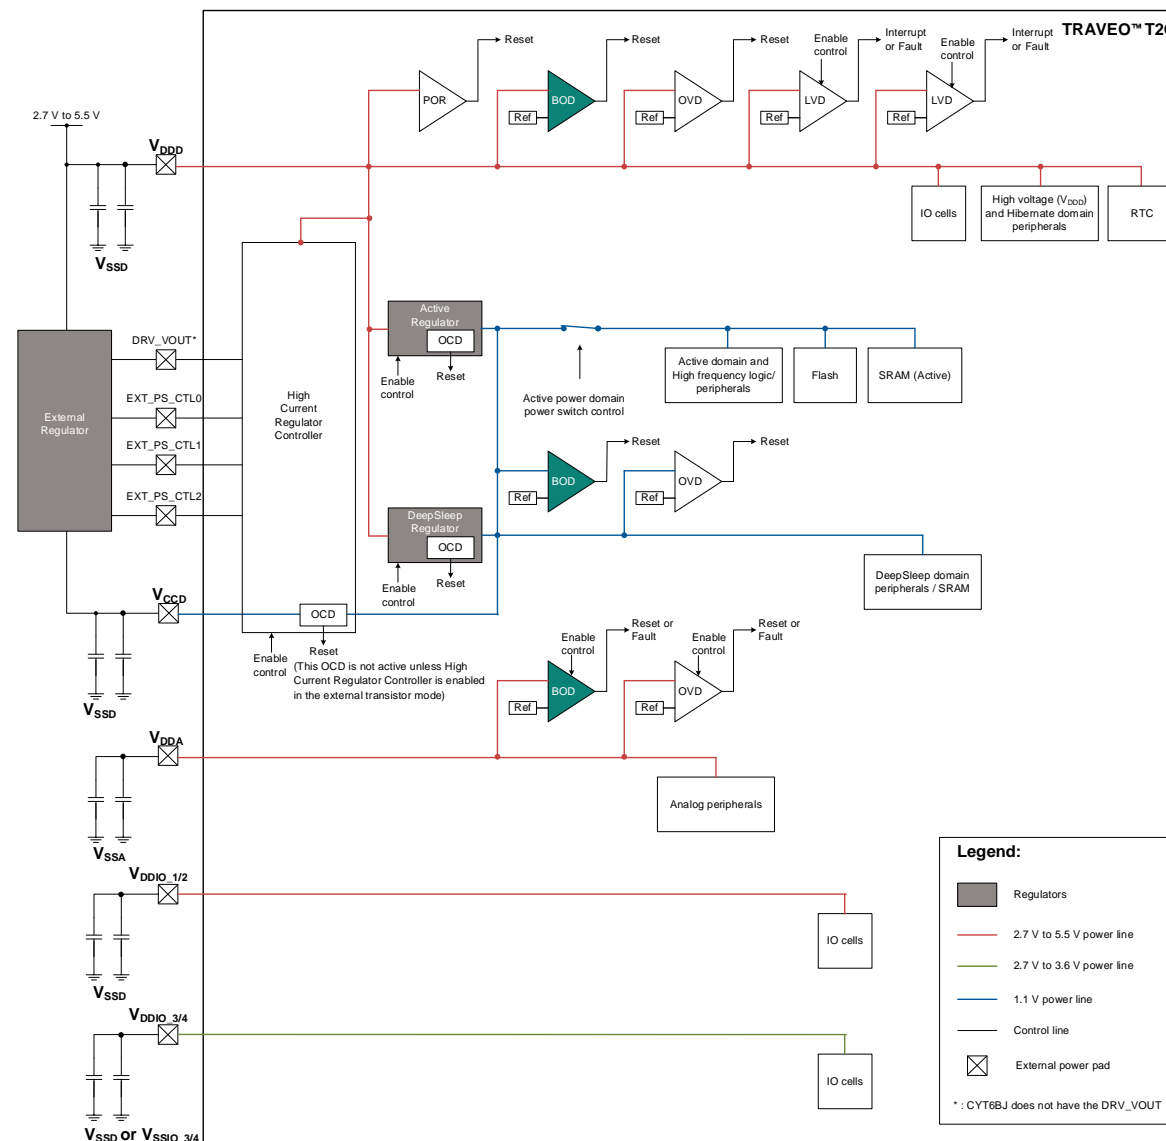 TRAVEO™ T2G
Reset
Reset
Reset
Enable
control
Interrupt
or Fault
Enable
control
Interrupt
or Fault
POR
BOD
OVD
LVD
LVD
Ref
Ref
Ref
Ref
2.7 V to 5.5 V
VDDD
VSSD
IO cells
High voltage (VDDD)
and Hibernate domain
peripherals
RTC
External
Regulator
DRV_VOUT*
EXT_PS_CTL0
EXT_PS_CTL1
EXT_PS_CTL2
High
Current
Regulator
Controller
Active
Regulator
OCD
Enable
control
Reset
Active power domain
power switch control
Active domain and
High frequency logic/
peripherals
Flash
SRAM (Active)
Reset
Reset
BOD
OVD
Ref
Ref
DeepSleep
Regulator
OCD
Enable
control
Reset
DeepSleep domain
peripherals / SRAM
VCCD
VSSD
OCD
Enable
control
Reset
(This OCD is not active unless High
Current Regulator Controller is enabled
in the external transistor mode)
Enable
control
Reset or
Fault
Enable
control
Reset or
Fault
BOD
OVD
Ref
Ref
VDDA
VSSA
Analog peripherals
VDDIO_1/2
VSSD
IO cells
VDDIO_3/4
VSSD or VSSIO_3/4
IO cells
Legend:
Regulators
2.7 V to 5.5 V power line
2.7 V to 3.6 V power line
1.1 V power line
Control line
External power pad
* : CYT6BJ does not have the DRV_VOUT